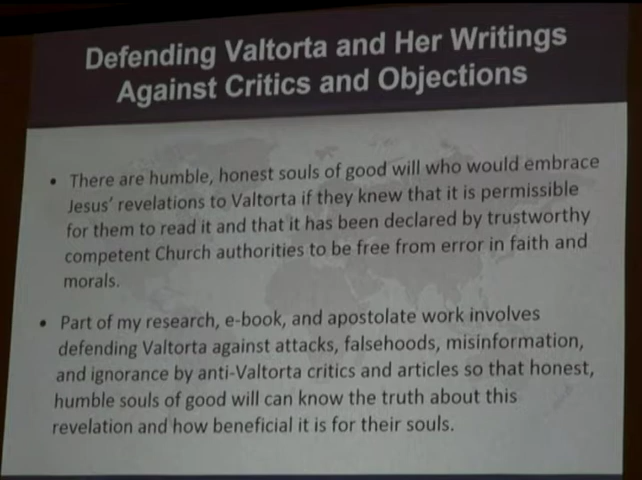 Defending Valtorta and Her Writings
Against Critics and Objections
• There are humble, honest souls of good will who would embrace
Jesus' revelations to Valtorta if they knew that it is permissible
for them to read it and that it has been declared by trustworthy
competent Church authorities to be free from error in faith and
morals.
• Part of my research, e-book, and apostolate work involves
defending Valtorta against attacks, falsehoods, misinformation,
and ignorance by anti-Valtorta critics and articles so that honest,
humble souls of good will can know the truth about this
revelation and how beneficial it is for their souls.